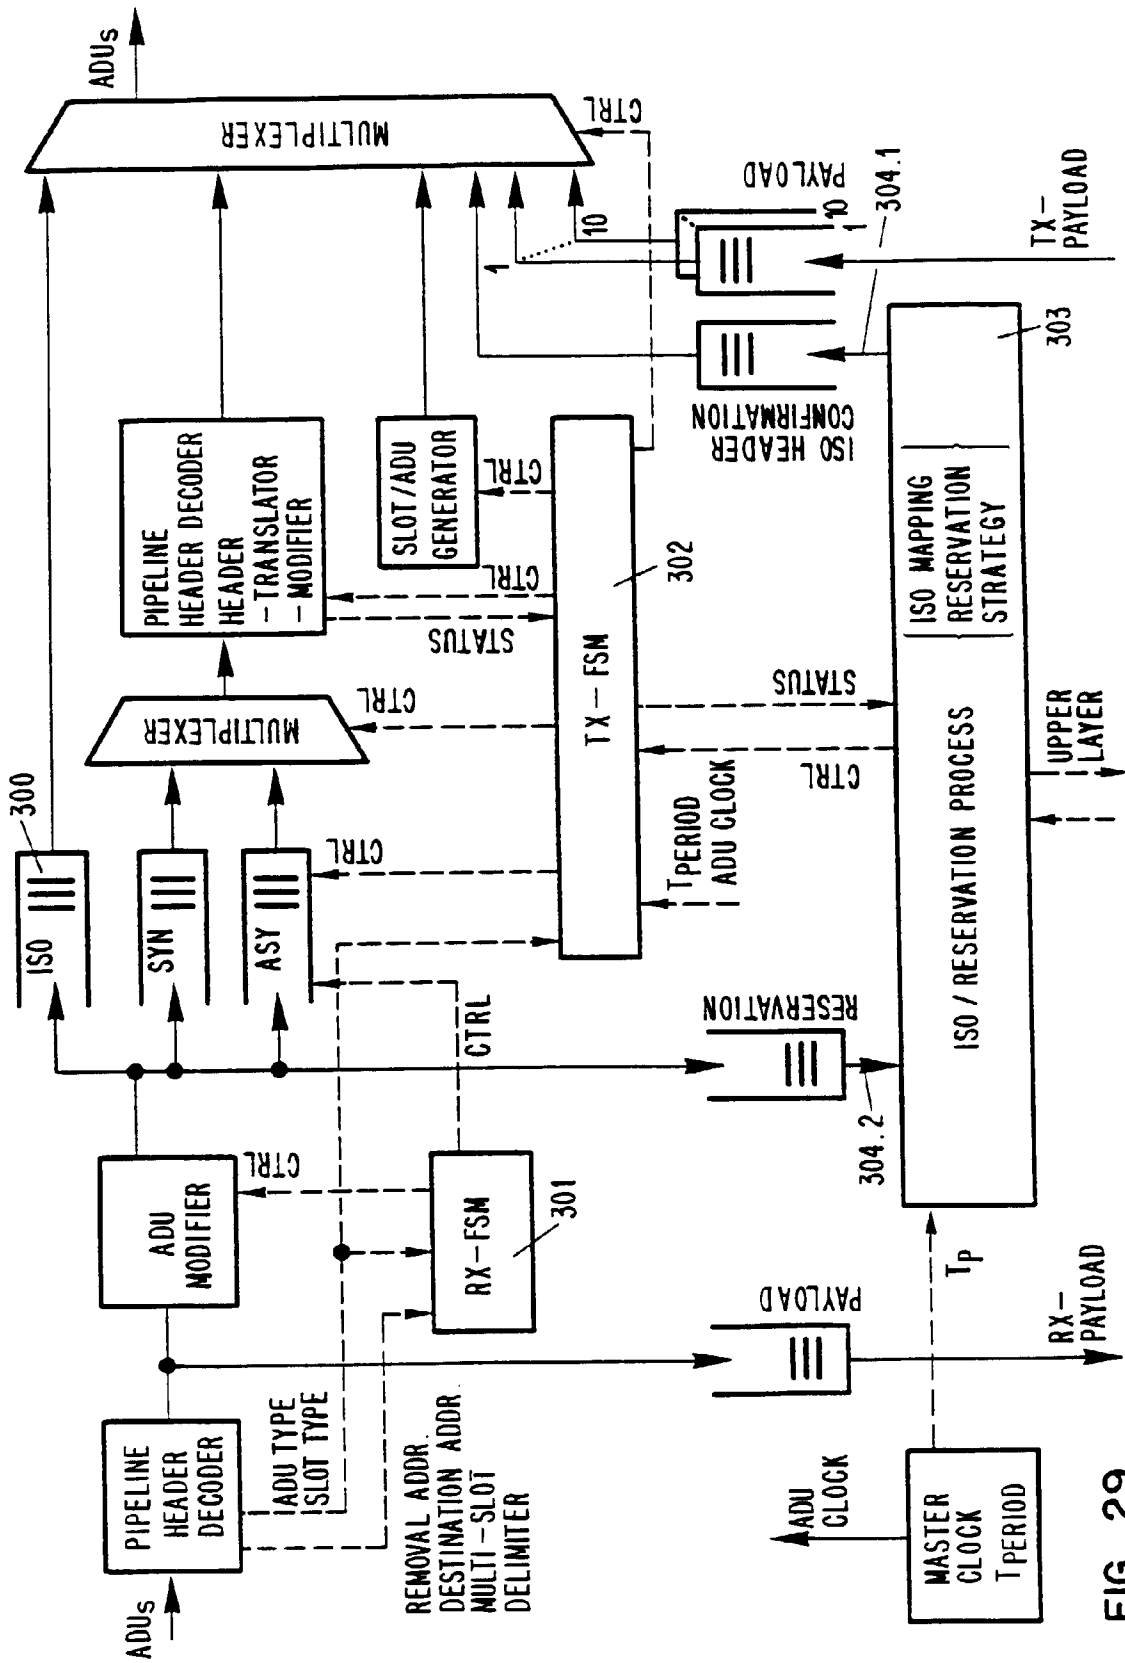 ADUs
PIPELINE
HEADER
DECODER
ADU
MODIFIER
ISO
300
SYN
ASY
MULTIPLEXER
PIPELINE
HEADER DECODER
HEADER
-TRANSLATOR
- MODIFIER
MULTIPLEXER
ADUs
ADU TYPE
SLOT TYPE
REMOVAL ADDR.
DESTINATION ADDR.
MULTI-SLOT
DELIMITER
CTRL
RX-FSM
301
CTRL
CTRL
CTRL
STATUS
CTRL
SLOT/ADU
GENERATOR
CTRL
TX-FSM
302
TPERIOD
ADU CLOCK
CTRL
STATUS
CTRL
1
10
ISO HEADER
CONFIRMATION
PAYLOAD
1
10
304.1
TX-
PAYLOAD
PAYLOAD
RX-
PAYLOAD
RESERVATION
304.2
ISO / RESERVATION PROCESS
ISO MAPPING
RESERVATION
STRATEGY
303
UPPER
LAYER
ADU
CLOCK
MASTER
CLOCK
TPERIOD
TP
FIG. 29